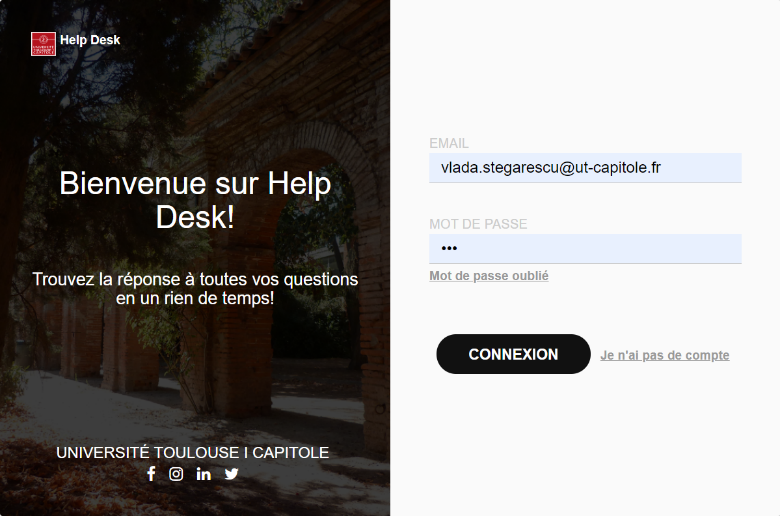 Help Desk
Bienvenue sur Help
Desk!
Trouvez la réponse à toutes vos questions
en un rien de temps!
UNIVERSITÉ TOULOUSE I CAPITOLE
EMAIL
vlada.stegarescu@ut-capitole.fr
MOT DE PASSE
•••
Mot de passe oublié
CONNEXION
Je n'ai pas de compte